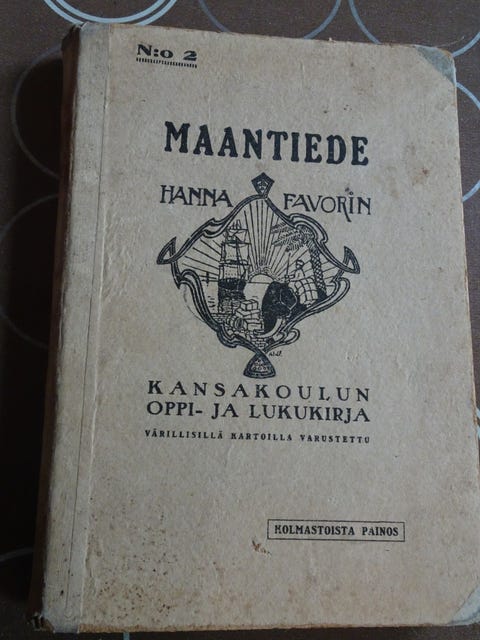 N:o 2
MAANTIEDE
HANNA FAVORIN
KANSAKOULUN
OPPI- JA LUKUKIRJA
VÄRILLISILLÄ KARTOILLA VARUSTETTU
KOLMASTOISTA PAINOS